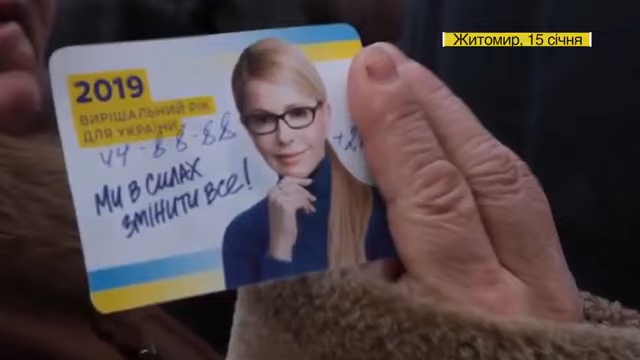 Житомир, 15 січня
2019
ВИРІШАЛЬНИЙ РІК
ДЛЯ УКРАЇНИ
44-88-88
МИ В СИЛАХ
ЗМІНИТИ ВСЕ!